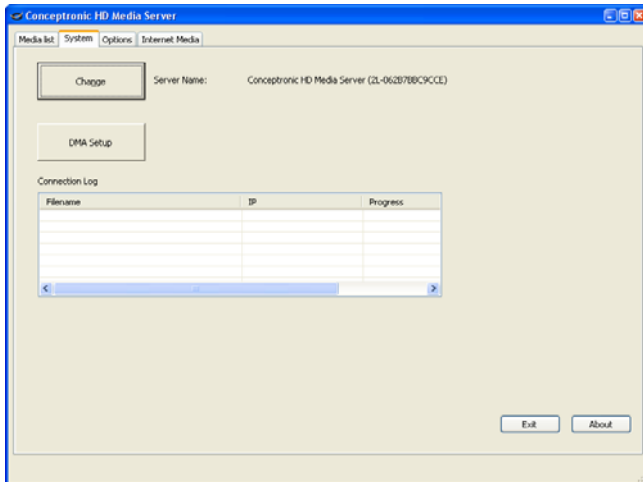 Conceptronic HD Media Server
Media list System Options Internet Media
Change Server Name: Conceptronic HD Media Server (2L-062B7BBC9CCE)
DMA Setup
Connection Log
Filename IP Progress
Exit About